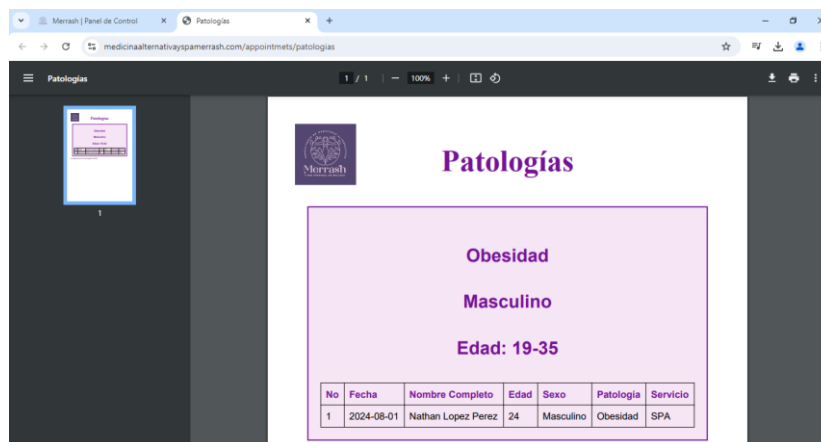 Merrash | Panel de Control
Patologías
medicinaalternativayspamerrash.com/appointmets/patologias
Patologías
1 / 1
100%
1
Merrash
Patologías
Obesidad
Masculino
Edad: 19-35
No Fecha Nombre Completo Edad Sexo Patologia Servicio
1 2024-08-01 Nathan Lopez Perez 24 Masculino Obesidad SPA